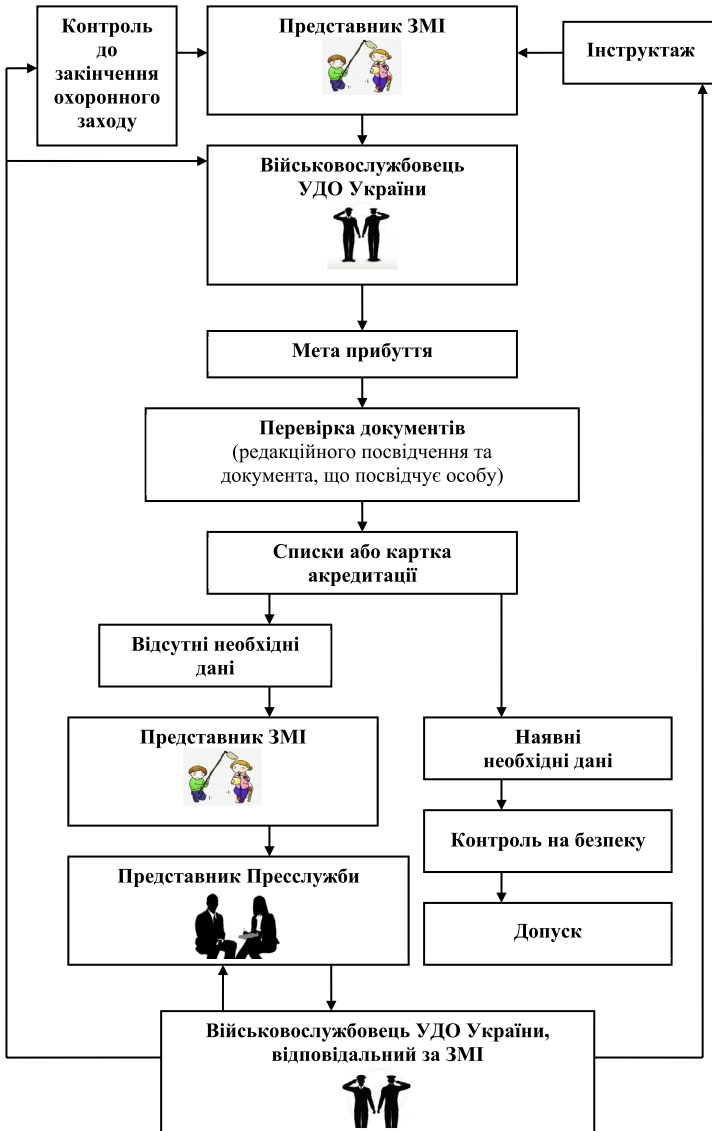 Контроль
до
закінчення
охоронного
заходу
Представник ЗМІ
Інструктаж
Військовослужбовець
УДО України
Мета прибуття
Перевірка документів
(редакційного посвідчення та
документа, що посвідчує особу)
Списки або картка
акредитації
Відсутні необхідні
дані
Представник ЗМІ
Наявні
необхідні дані
Контроль на безпеку
Представник Пресслужби
Допуск
Військовослужбовець УДО України,
відповідальний за ЗМІ